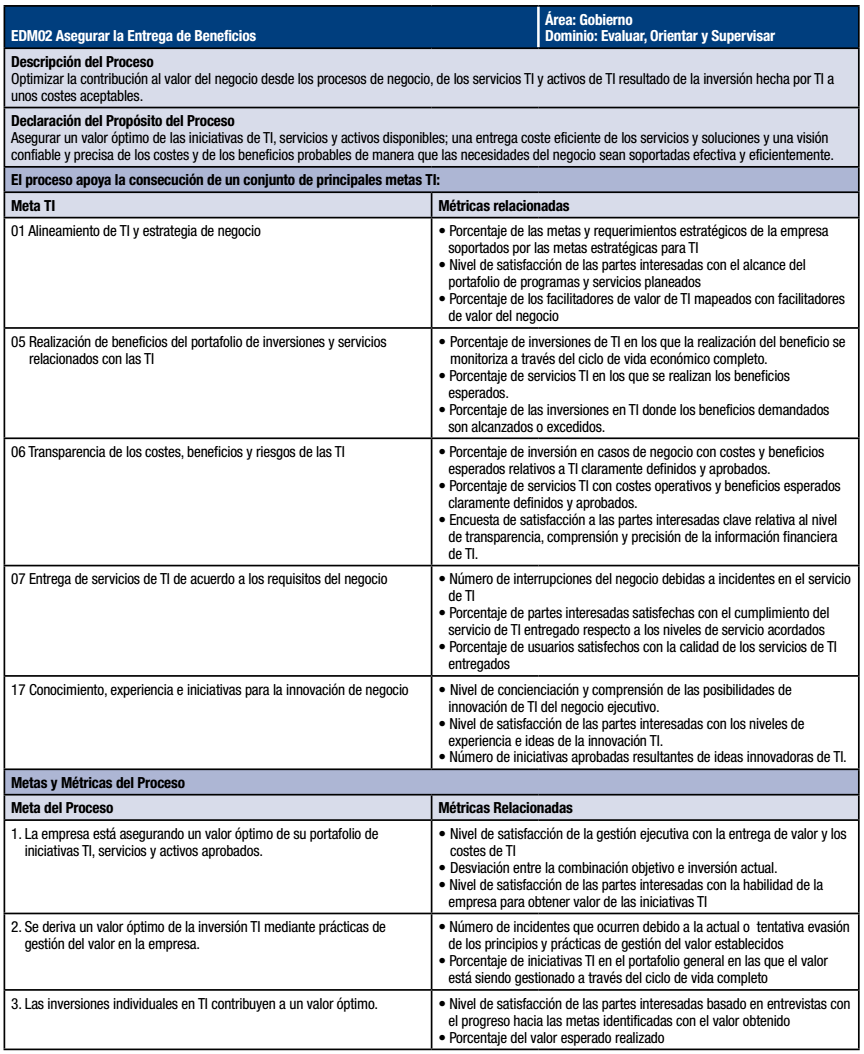 EDM02 Asegurar la Entrega de Beneficios
Área: Gobierno
Dominio: Evaluar, Orientar y Supervisar
Descripción del Proceso
Optimizar la contribución al valor del negocio desde los procesos de negocio, de los servicios TI y activos de TI resultado de la inversión hecha por TI a
unos costes aceptables.
Declaración del Propósito del Proceso
Asegurar un valor óptimo de las iniciativas de TI, servicios y activos disponibles; una entrega coste eficiente de los servicios y soluciones y una visión
confiable y precisa de los costes y de los beneficios probables de manera que las necesidades del negocio sean soportadas efectiva y eficientemente.
El proceso apoya la consecución de un conjunto de principales metas TI:
Meta TI
Métricas relacionadas
01 Alineamiento de TI y estrategia de negocio
• Porcentaje de las metas y requerimientos estratégicos de la empresa
soportados por las metas estratégicas para TI
• Nivel de satisfacción de las partes interesadas con el alcance del
portafolio de programas y servicios planeados
• Porcentaje de los facilitadores de valor de TI mapeados con facilitadores
de valor del negocio
05 Realización de beneficios del portafolio de inversiones y servicios
relacionados con las TI
• Porcentaje de inversiones de TI en los que la realización del beneficio se
monitoriza a través del ciclo de vida económico completo.
• Porcentaje de servicios TI en los que se realizan los beneficios
esperados.
• Porcentaje de las inversiones en TI donde los beneficios demandados
son alcanzados o excedidos.
06 Transparencia de los costes, beneficios y riesgos de las TI
• Porcentaje de inversión en casos de negocio con costes y beneficios
esperados relativos a TI claramente definidos y aprobados.
• Porcentaje de servicios TI con costes operativos y beneficios esperados
claramente definidos y aprobados.
• Encuesta de satisfacción a las partes interesadas clave relativa al nivel
de transparencia, comprensión y precisión de la información financiera
de TI.
07 Entrega de servicios de TI de acuerdo a los requisitos del negocio
• Número de interrupciones del negocio debidas a incidentes en el servicio
de TI
• Porcentaje de partes interesadas satisfechas con el cumplimiento del
servicio de TI entregado respecto a los niveles de servicio acordados
• Porcentaje de usuarios satisfechos con la calidad de los servicios de TI
entregados
17 Conocimiento, experiencia e iniciativas para la innovación de negocio
• Nivel de concienciación y comprensión de las posibilidades de
innovación de TI del negocio ejecutivo.
• Nivel de satisfacción de las partes interesadas con los niveles de
experiencia e ideas de la innovación TI.
• Número de iniciativas aprobadas resultantes de ideas innovadoras de TI.
Metas y Métricas del Proceso
Meta del Proceso
Métricas Relacionadas
1. La empresa está asegurando un valor óptimo de su portafolio de
iniciativas TI, servicios y activos aprobados.
• Nivel de satisfacción de la gestión ejecutiva con la entrega de valor y los
costes de TI
• Desviación entre la combinación objetivo e inversión actual.
• Nivel de satisfacción de las partes interesadas con la habilidad de la
empresa para obtener valor de las iniciativas TI
2. Se deriva un valor óptimo de la inversión TI mediante prácticas de
gestión del valor en la empresa.
• Número de incidentes que ocurren debido a la actual o tentativa evasión
de los principios y prácticas de gestión del valor establecidos
• Porcentaje de iniciativas TI en el portafolio general en las que el valor
está siendo gestionado a través del ciclo de vida completo
3. Las inversiones individuales en TI contribuyen a un valor óptimo.
• Nivel de satisfacción de las partes interesadas basado en entrevistas con
el progreso hacia las metas identificadas con el valor obtenido
• Porcentaje del valor esperado realizado